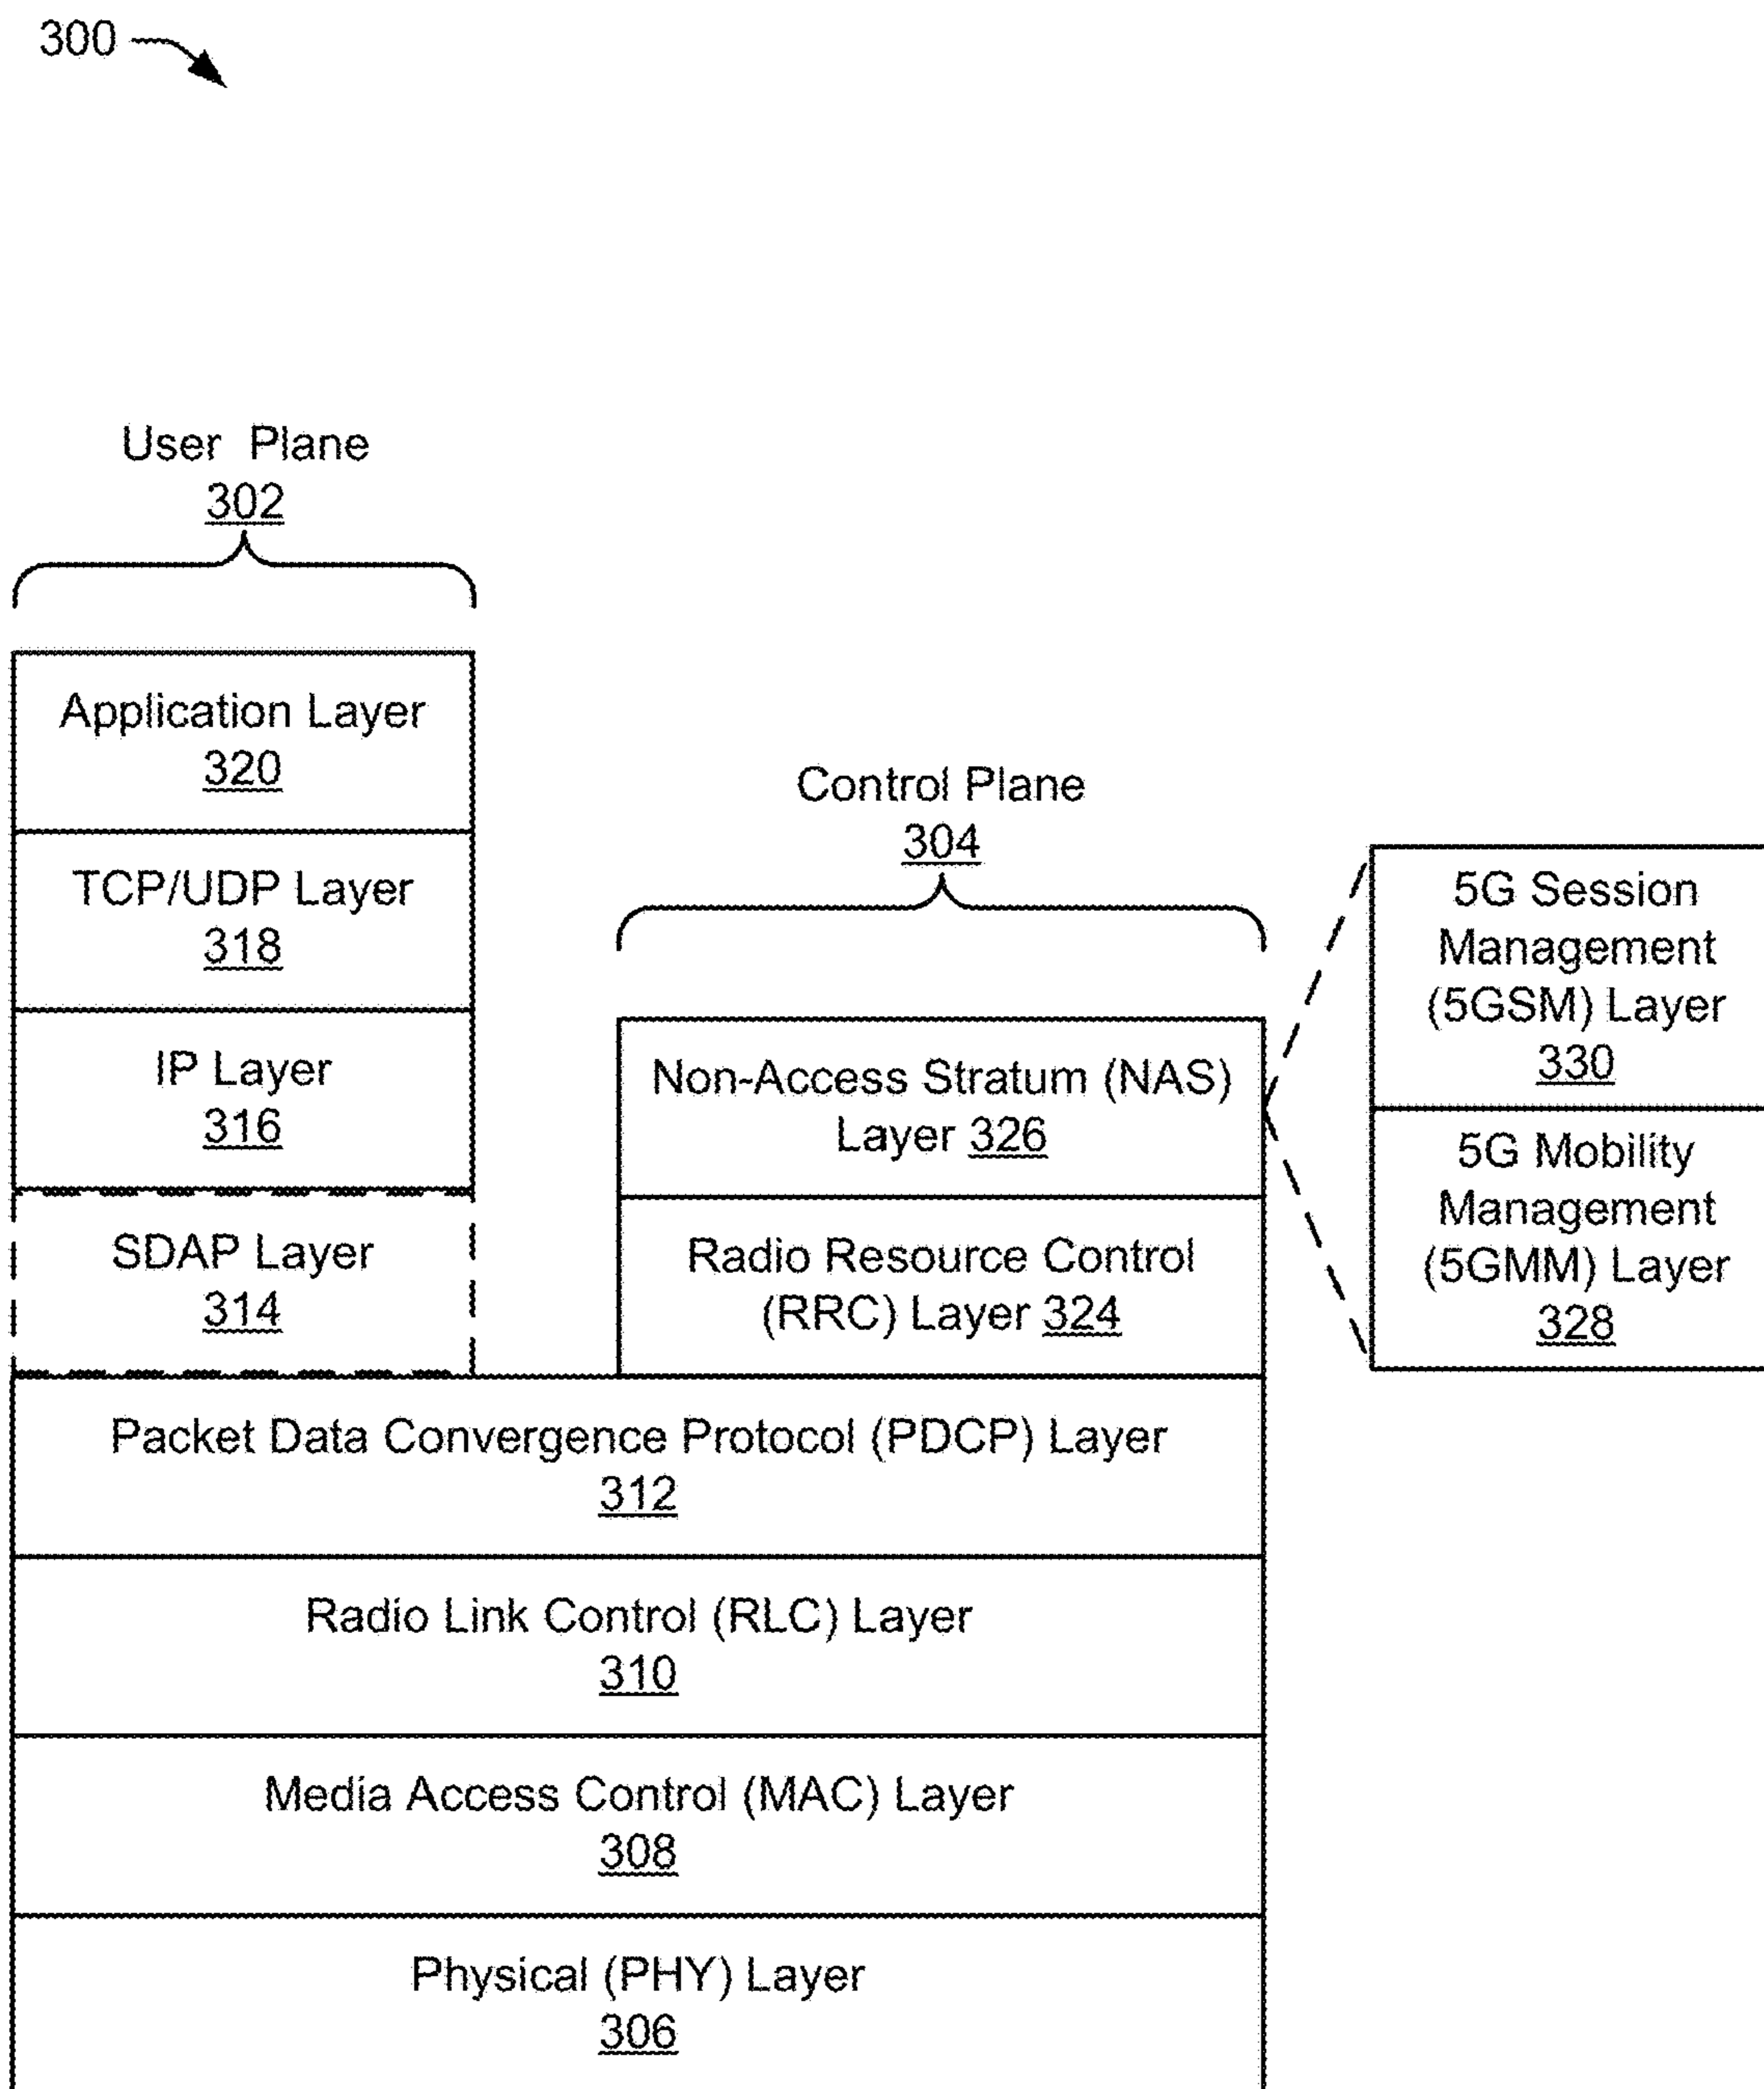 300
User Plane
302
Application Layer
320
TCP/UDP Layer
318
IP Layer
316
SDAP Layer
314
Control Plane
304
Non-Access Stratum (NAS)
Layer 326
Radio Resource Control
(RRC) Layer 324
5G Session
Management
(5GSM) Layer
330
5G Mobility
Management
(5GMM) Layer
328
Packet Data Convergence Protocol (PDCP) Layer
312
Radio Link Control (RLC) Layer
310
Media Access Control (MAC) Layer
308
Physical (PHY) Layer
306